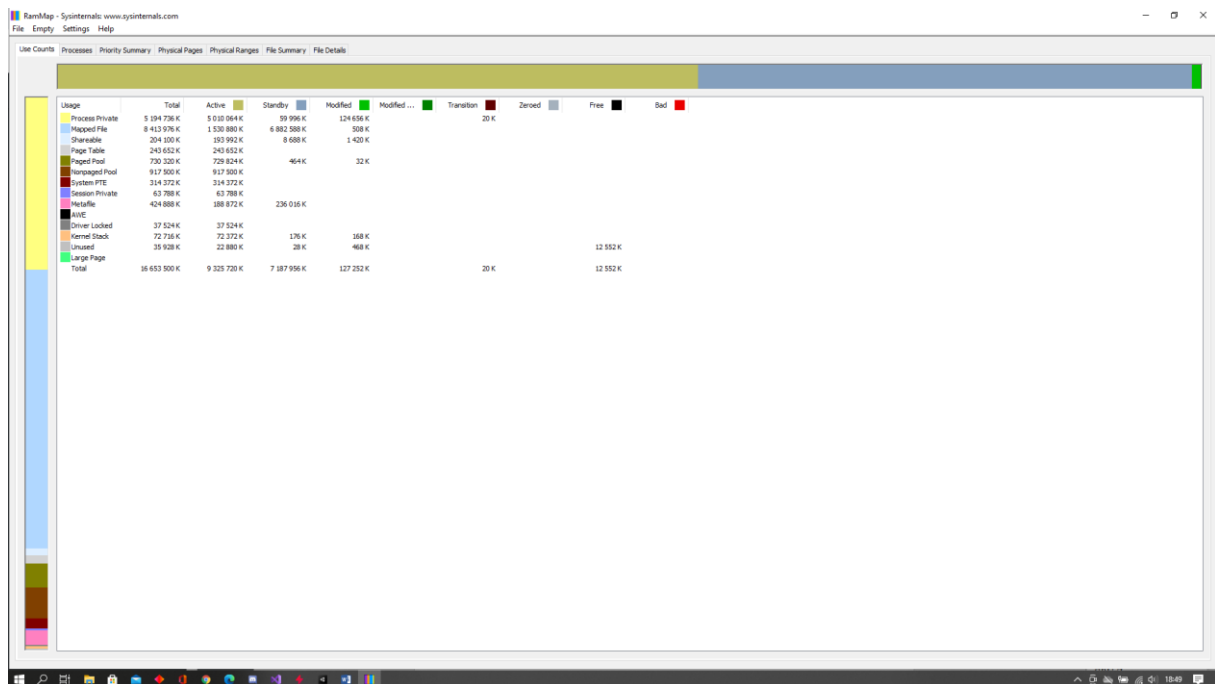 RamMap - Sysinternals: www.sysinternals.com
File Empty Settings Help
Use Counts Processes Priority Summary Physical Pages Physical Ranges File Summary File Details
Usage Total Active Standby Modified Modified ... Transition Zeroed Free Bad
Process Private 5 194 736 K 5 010 064 K 59 996 K 124 656 K 20 K
Mapped File 8 413 976 K 1 530 880 K 6 882 588 K 508 K
Shareable 204 100 K 193 992 K 8 688 K 1 420 K
Page Table 243 652 K 243 652 K
Paged Pool 730 320 K 729 824 K 464 K 32 K
Nonpaged Pool 917 500 K 917 500 K
System PTE 314 372 K 314 372 K
Session Private 63 788 K 63 788 K
Metafile 424 888 K 188 872 K 236 016 K
AWE
Driver Locked 37 524 K 37 524 K
Kernel Stack 72 716 K 72 372 K 176 K 168 K
Unused 35 928 K 22 880 K 28 K 468 K 12 552 K
Large Page
Total 16 653 500 K 9 325 720 K 7 187 956 K 127 252 K 20 K 12 552 K
18:49